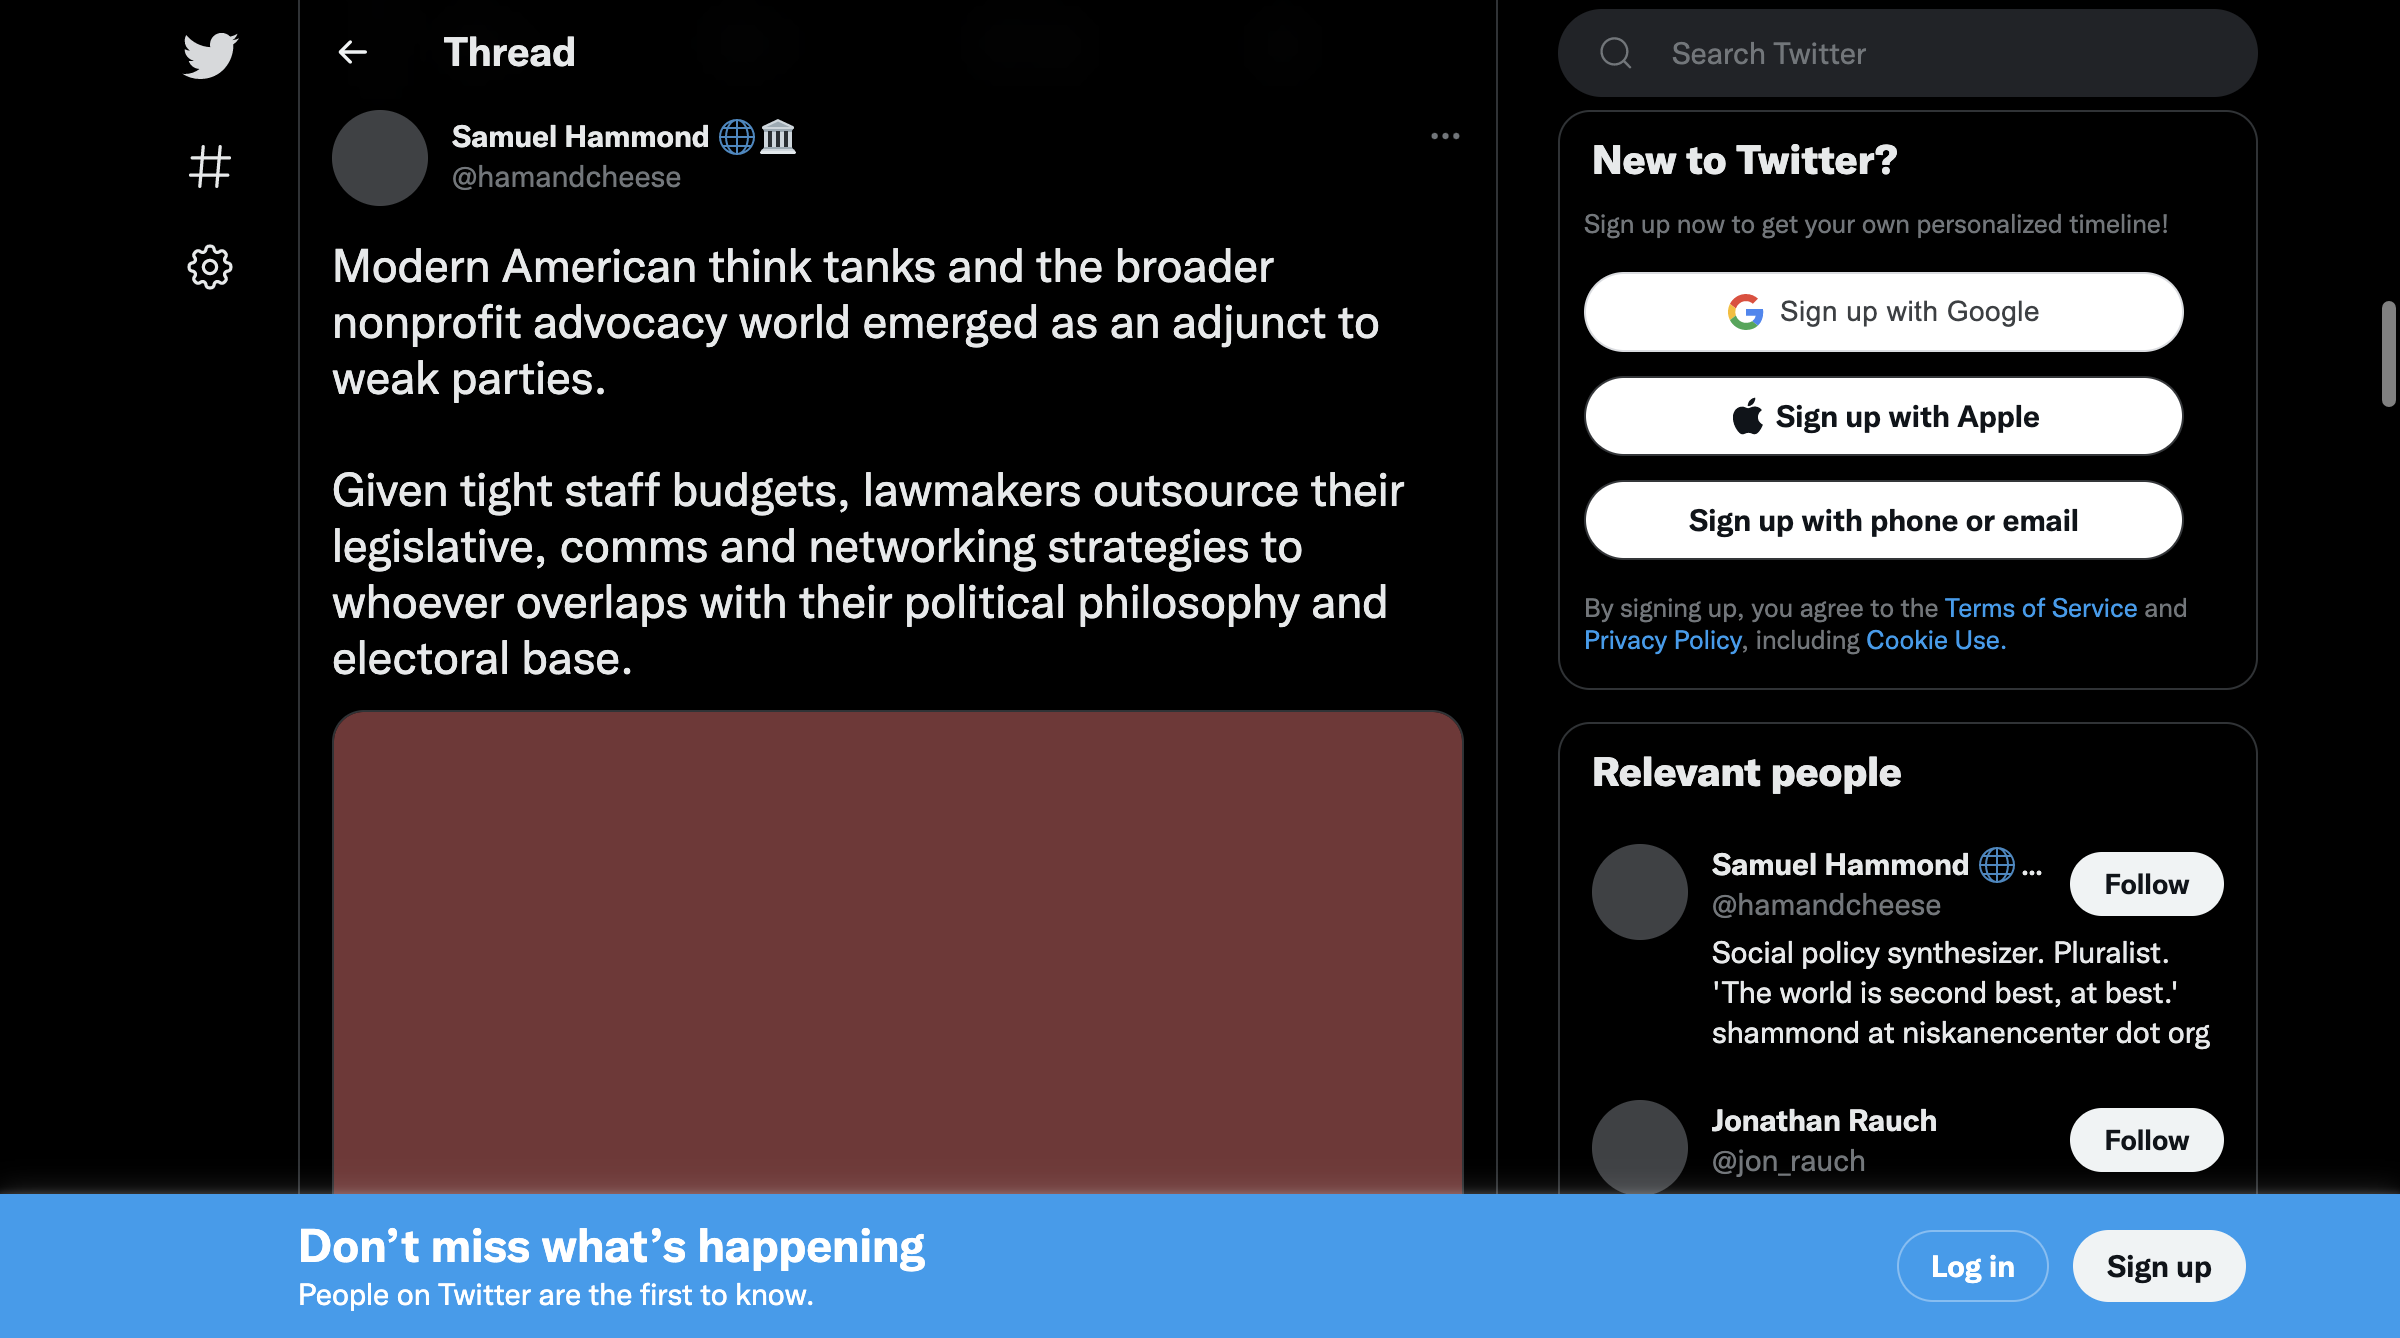 Thread
Samuel Hammond 🌐🏛️
@hamandcheese
Modern American think tanks and the broader
nonprofit advocacy world emerged as an adjunct to
weak parties.
Given tight staff budgets, lawmakers outsource their
legislative, comms and networking strategies to
whoever overlaps with their political philosophy and
electoral base.
Search Twitter
New to Twitter?
Sign up now to get your own personalized timeline!
Sign up with Google
Sign up with Apple
Sign up with phone or email
By signing up, you agree to the Terms of Service and
Privacy Policy, including Cookie Use.
Relevant people
Samuel Hammond 🌐...
@hamandcheese
Follow
Social policy synthesizer. Pluralist.
'The world is second best, at best.'
shammond at niskanencenter dot org
Jonathan Rauch
@jon_rauch
Follow
Don’t miss what’s happening
People on Twitter are the first to know.
Log in
Sign up